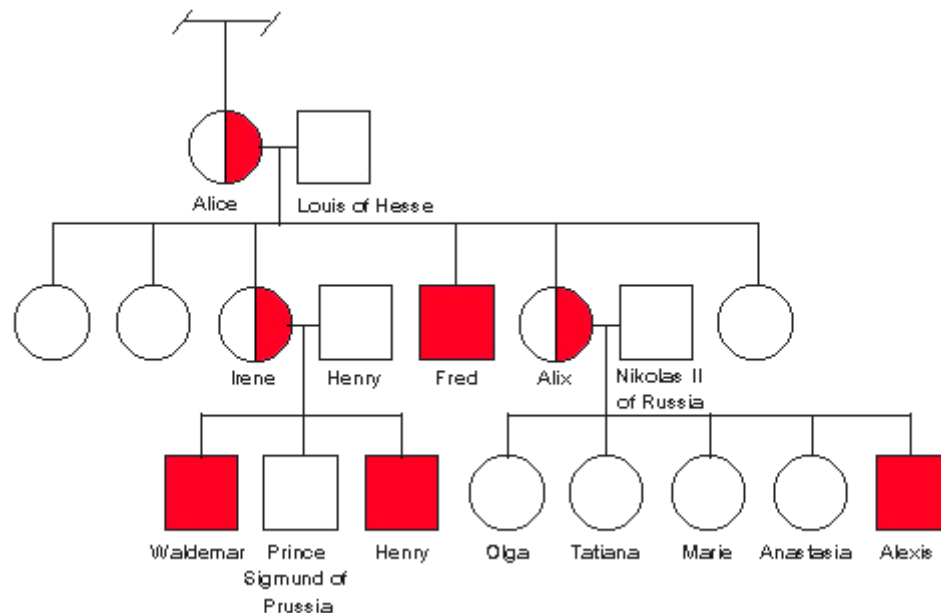 Alice
Louis of Hesse
Irene
Henry
Fred
Alix
Nikolas II
of Russia
Waldemar
Prince
Sigmund of
Prussia
Henry
Olga
Tatiana
Marie
Anastasia
Alexis